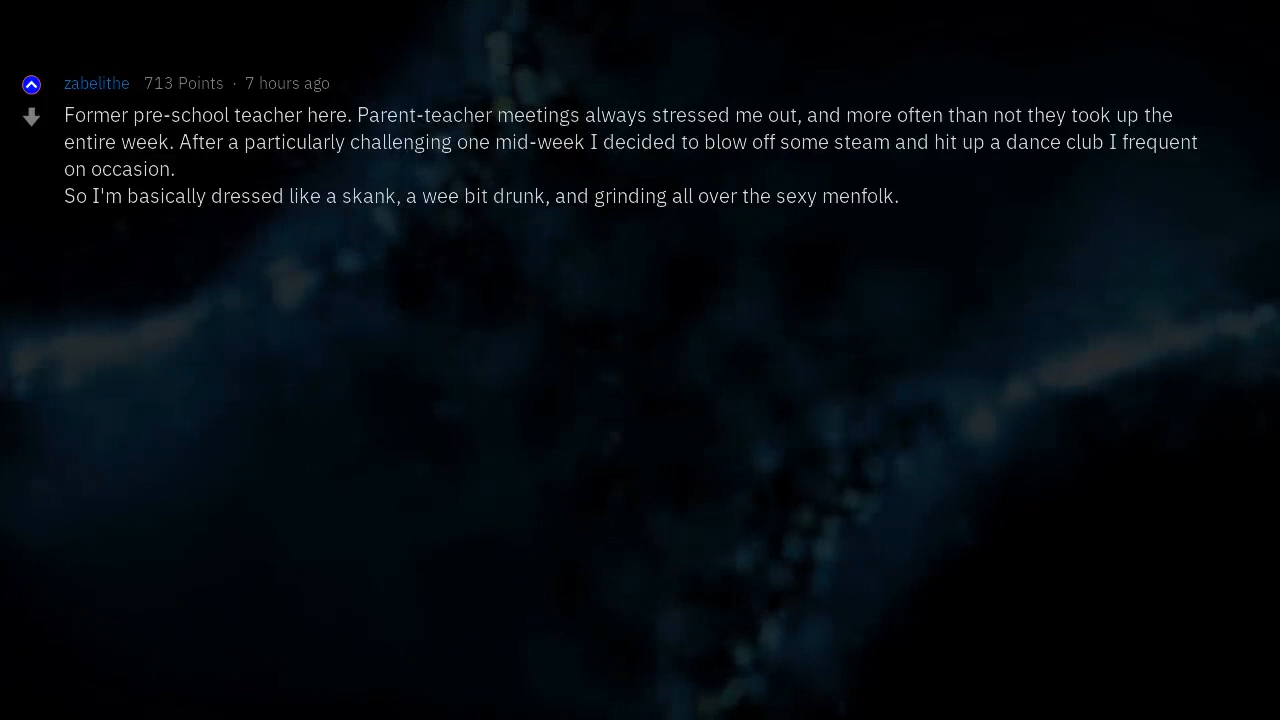 zabelithe 713 Points · 7 hours ago
Former pre-school teacher here. Parent-teacher meetings always stressed me out, and more often than not they took up the
entire week. After a particularly challenging one mid-week I decided to blow off some steam and hit up a dance club I frequent
on occasion.
So I'm basically dressed like a skank, a wee bit drunk, and grinding all over the sexy menfolk.